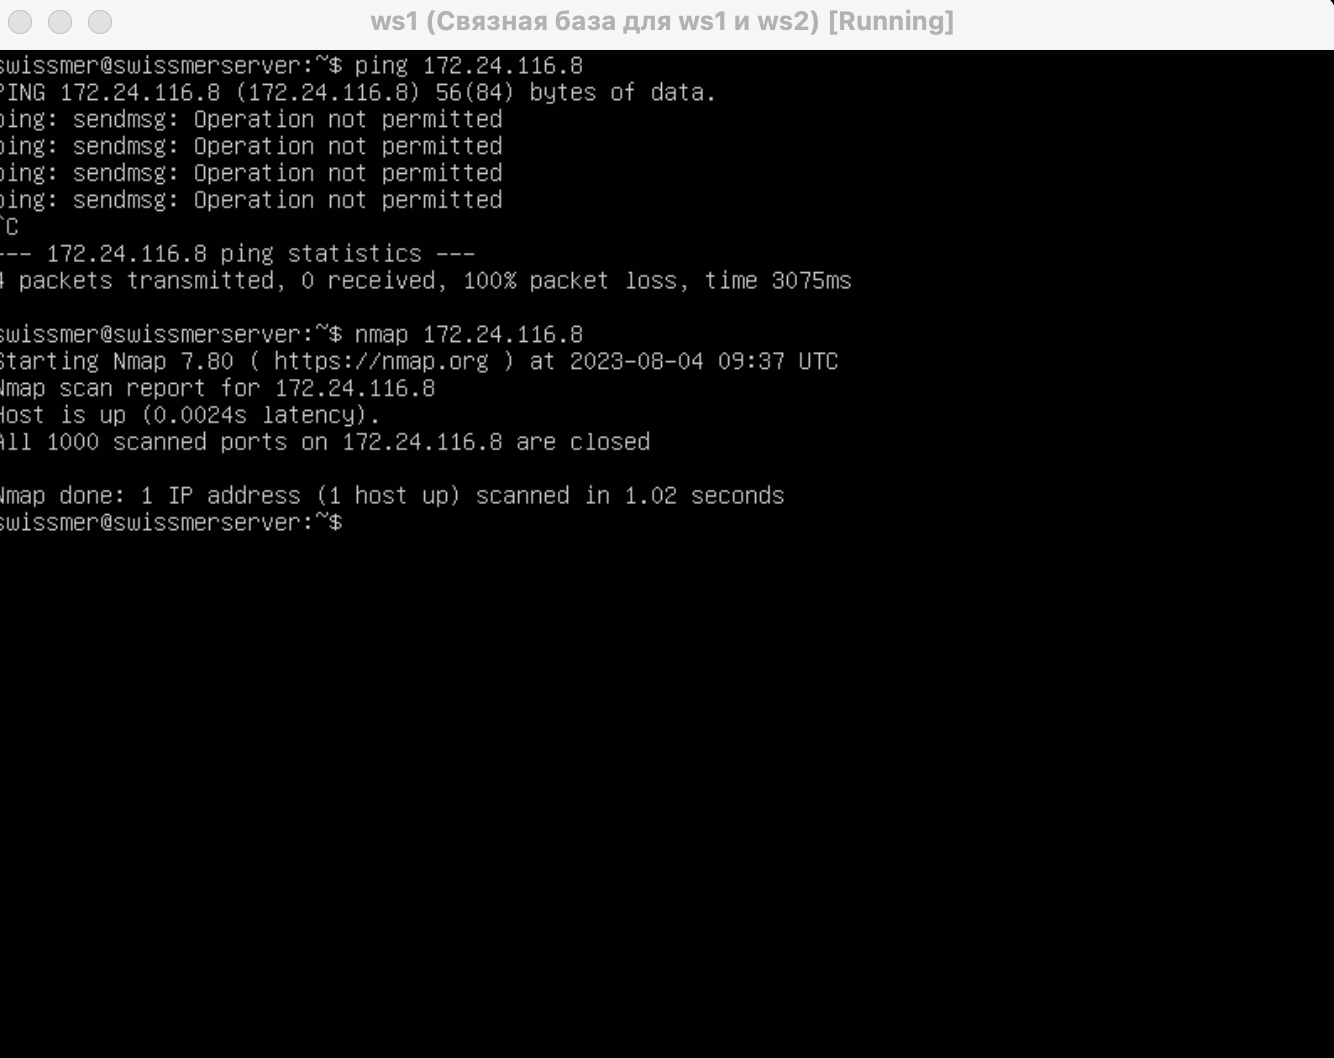 ws1 (Связная база для ws1 и ws2) [Running]
swissmer@swissmerserver:~$ ping 172.24.116.8
PING 172.24.116.8 (172.24.116.8) 56(84) bytes of data.
ping: sendmsg: Operation not permitted
ping: sendmsg: Operation not permitted
ping: sendmsg: Operation not permitted
ping: sendmsg: Operation not permitted
^C
--- 172.24.116.8 ping statistics ---
4 packets transmitted, 0 received, 100% packet loss, time 3075ms
swissmer@swissmerserver:~$ nmap 172.24.116.8
Starting Nmap 7.80 ( https://nmap.org ) at 2023-08-04 09:37 UTC
Nmap scan report for 172.24.116.8
Host is up (0.0024s latency).
All 1000 scanned ports on 172.24.116.8 are closed
Nmap done: 1 IP address (1 host up) scanned in 1.02 seconds
swissmer@swissmerserver:~$